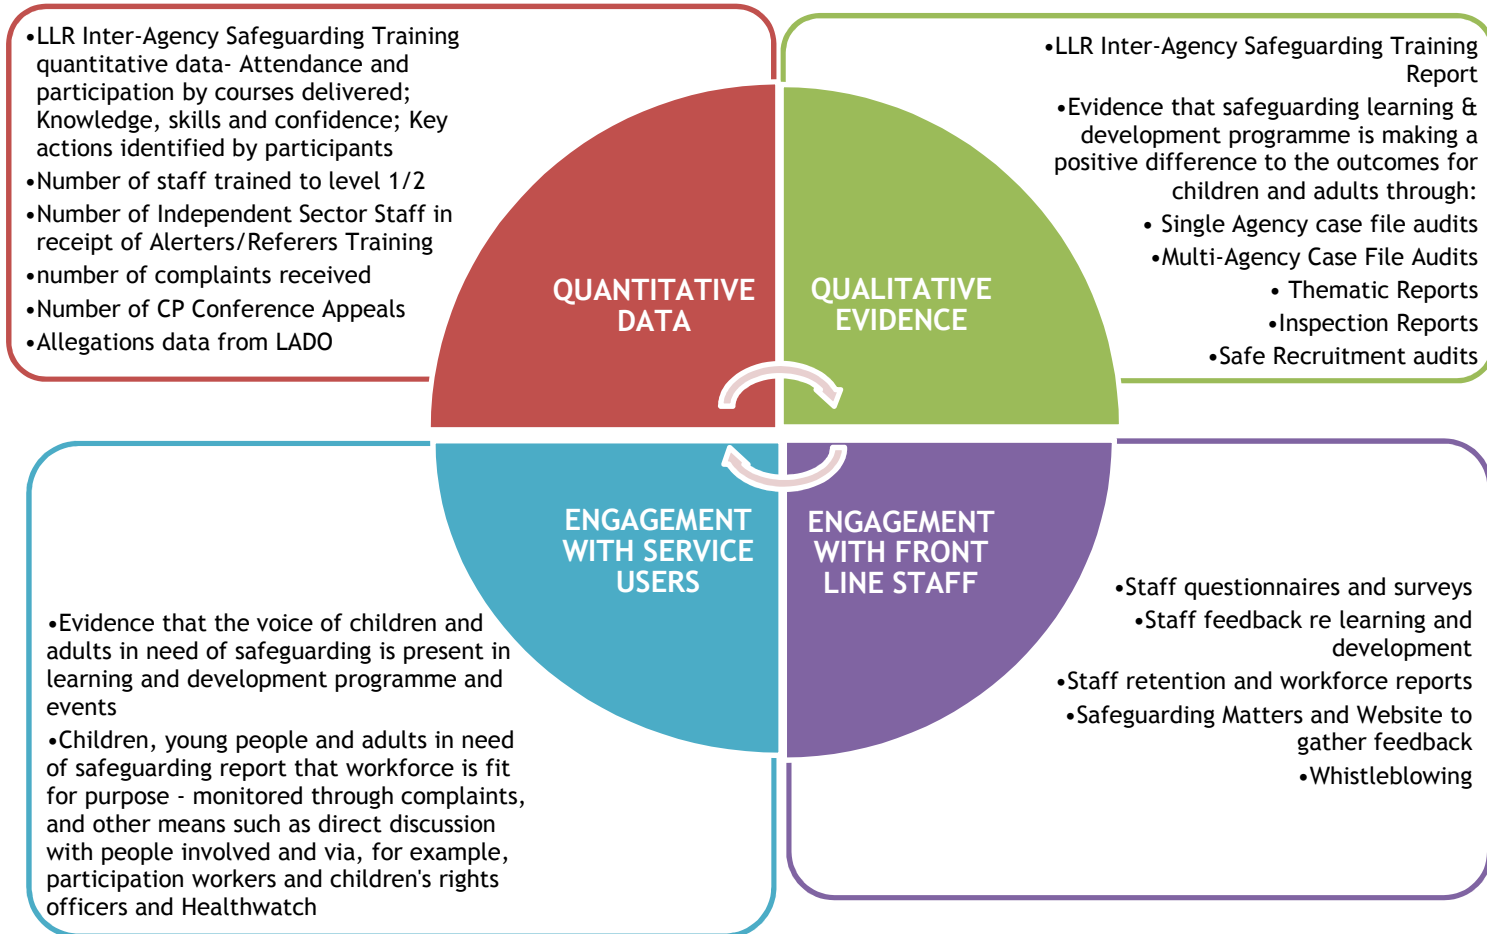 •LLR Inter-Agency Safeguarding Training
quantitative data- Attendance and
participation by courses delivered;
Knowledge, skills and confidence; Key
actions identified by participants
•Number of staff trained to level 1/2
•Number of Independent Sector Staff in
receipt of Alerters/Referers Training
•number of complaints received
•Number of CP Conference Appeals
•Allegations data from LADO
•LLR Inter-Agency Safeguarding Training
Report
•Evidence that safeguarding learning &
development programme is making a
positive difference to the outcomes for
children and adults through:
• Single Agency case file audits
•Multi-Agency Case File Audits
• Thematic Reports
•Inspection Reports
•Safe Recruitment audits
QUANTITATIVE
DATA
QUALITATIVE
EVIDENCE
ENGAGEMENT
WITH SERVICE
USERS
ENGAGEMENT
WITH FRONT
LINE STAFF
•Evidence that the voice of children and
adults in need of safeguarding is present in
learning and development programme and
events
•Children, young people and adults in need
of safeguarding report that workforce is fit
for purpose - monitored through complaints,
and other means such as direct discussion
with people involved and via, for example,
participation workers and children's rights
officers and Healthwatch
•Staff questionnaires and surveys
•Staff feedback re learning and
development
•Staff retention and workforce reports
•Safeguarding Matters and Website to
gather feedback
•Whistleblowing